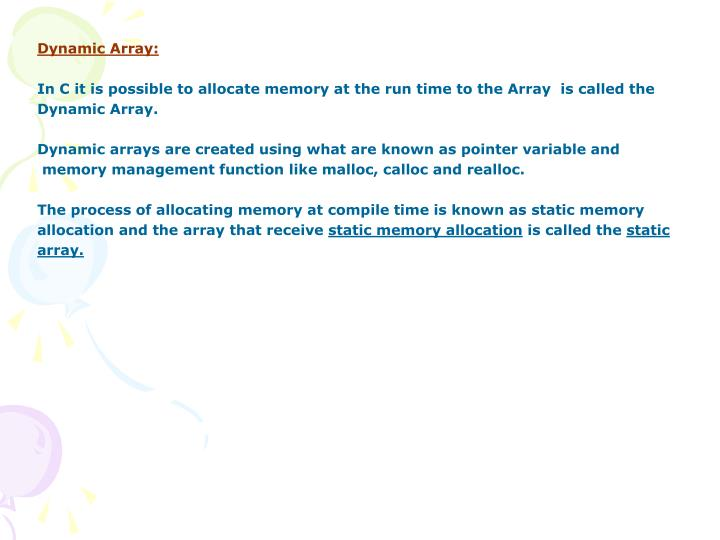 Dynamic Array:
In C it is possible to allocate memory at the run time to the Array  is called the
Dynamic Array.
Dynamic arrays are created using what are known as pointer variable and
memory management function like malloc, calloc and realloc.
The process of allocating memory at compile time is known as static memory
allocation and the array that receive static memory allocation is called the static
array.